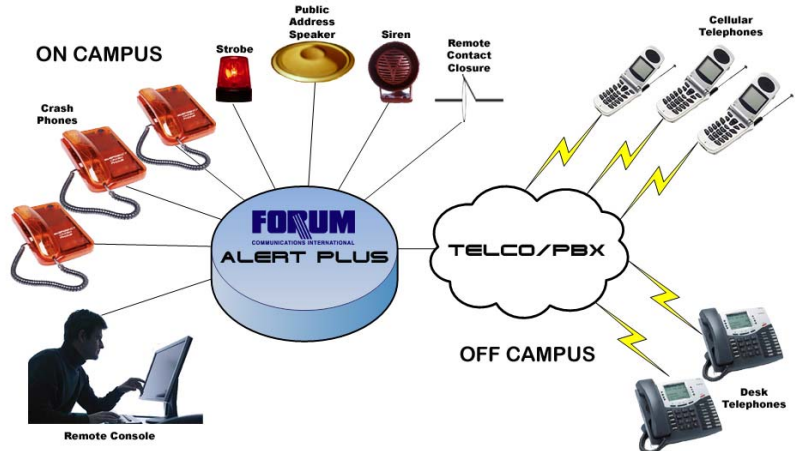 Public
Address
Speaker
Cellular
Telephones
ON CAMPUS
Strobe
Siren
Remote
Contact
Closure
Crash
Phones
FORUM
COMMUNICATIONS INTERNATIONAL
ALERT PLUS
TELCO/PBX
OFF CAMPUS
Desk
Telephones
Remote Console